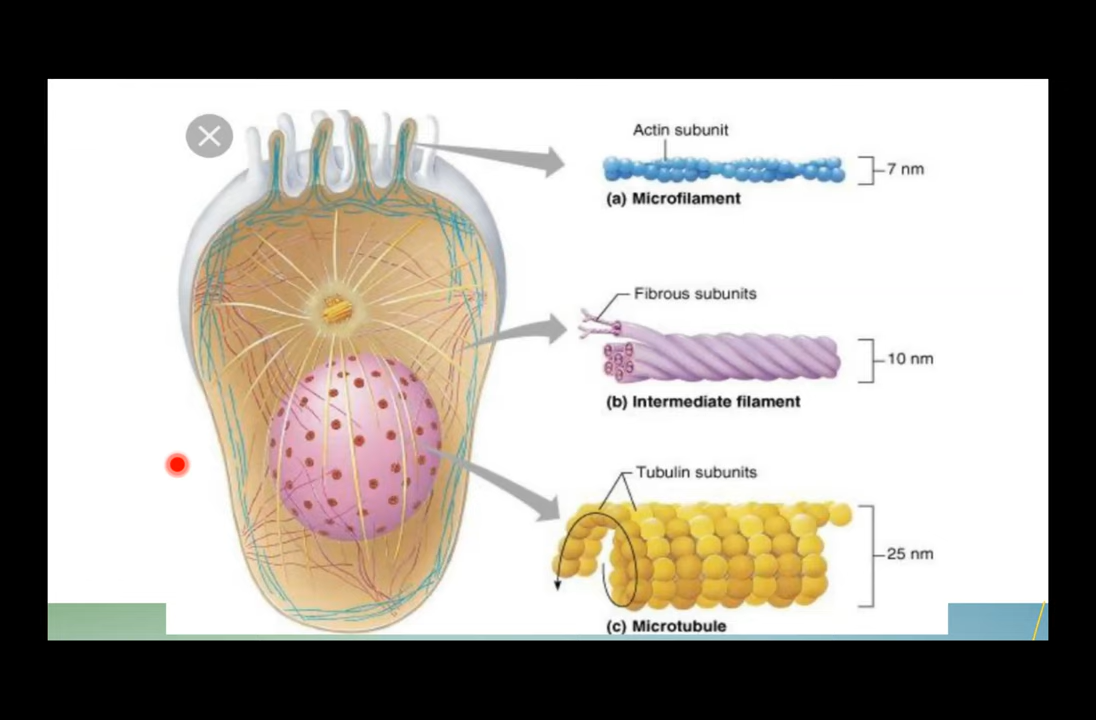 Actin subunit
7 nm
(a) Microfilament
Fibrous subunits
10 nm
(b) Intermediate filament
Tubulin subunits
25 nm
(c) Microtubule